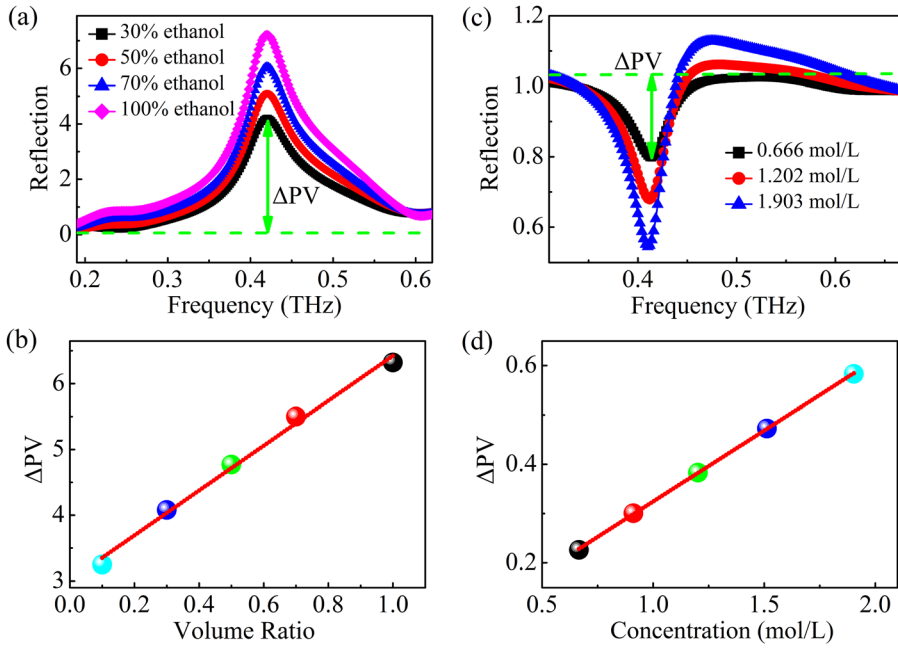 (a)
30% ethanol
50% ethanol
70% ethanol
100% ethanol
ΔPV
Reflection
6
4
2
0
0.2 0.3 0.4 0.5 0.6
Frequency (THz)
(c)
ΔPV
0.666 mol/L
1.202 mol/L
1.903 mol/L
Reflection
1.2
1.0
0.8
0.6
0.4 0.5 0.6
Frequency (THz)
(b)
ΔPV
6
5
4
3
0.0 0.2 0.4 0.6 0.8 1.0
Volume Ratio
(d)
ΔPV
0.6
0.4
0.2
0.5 1.0 1.5 2.0
Concentration (mol/L)